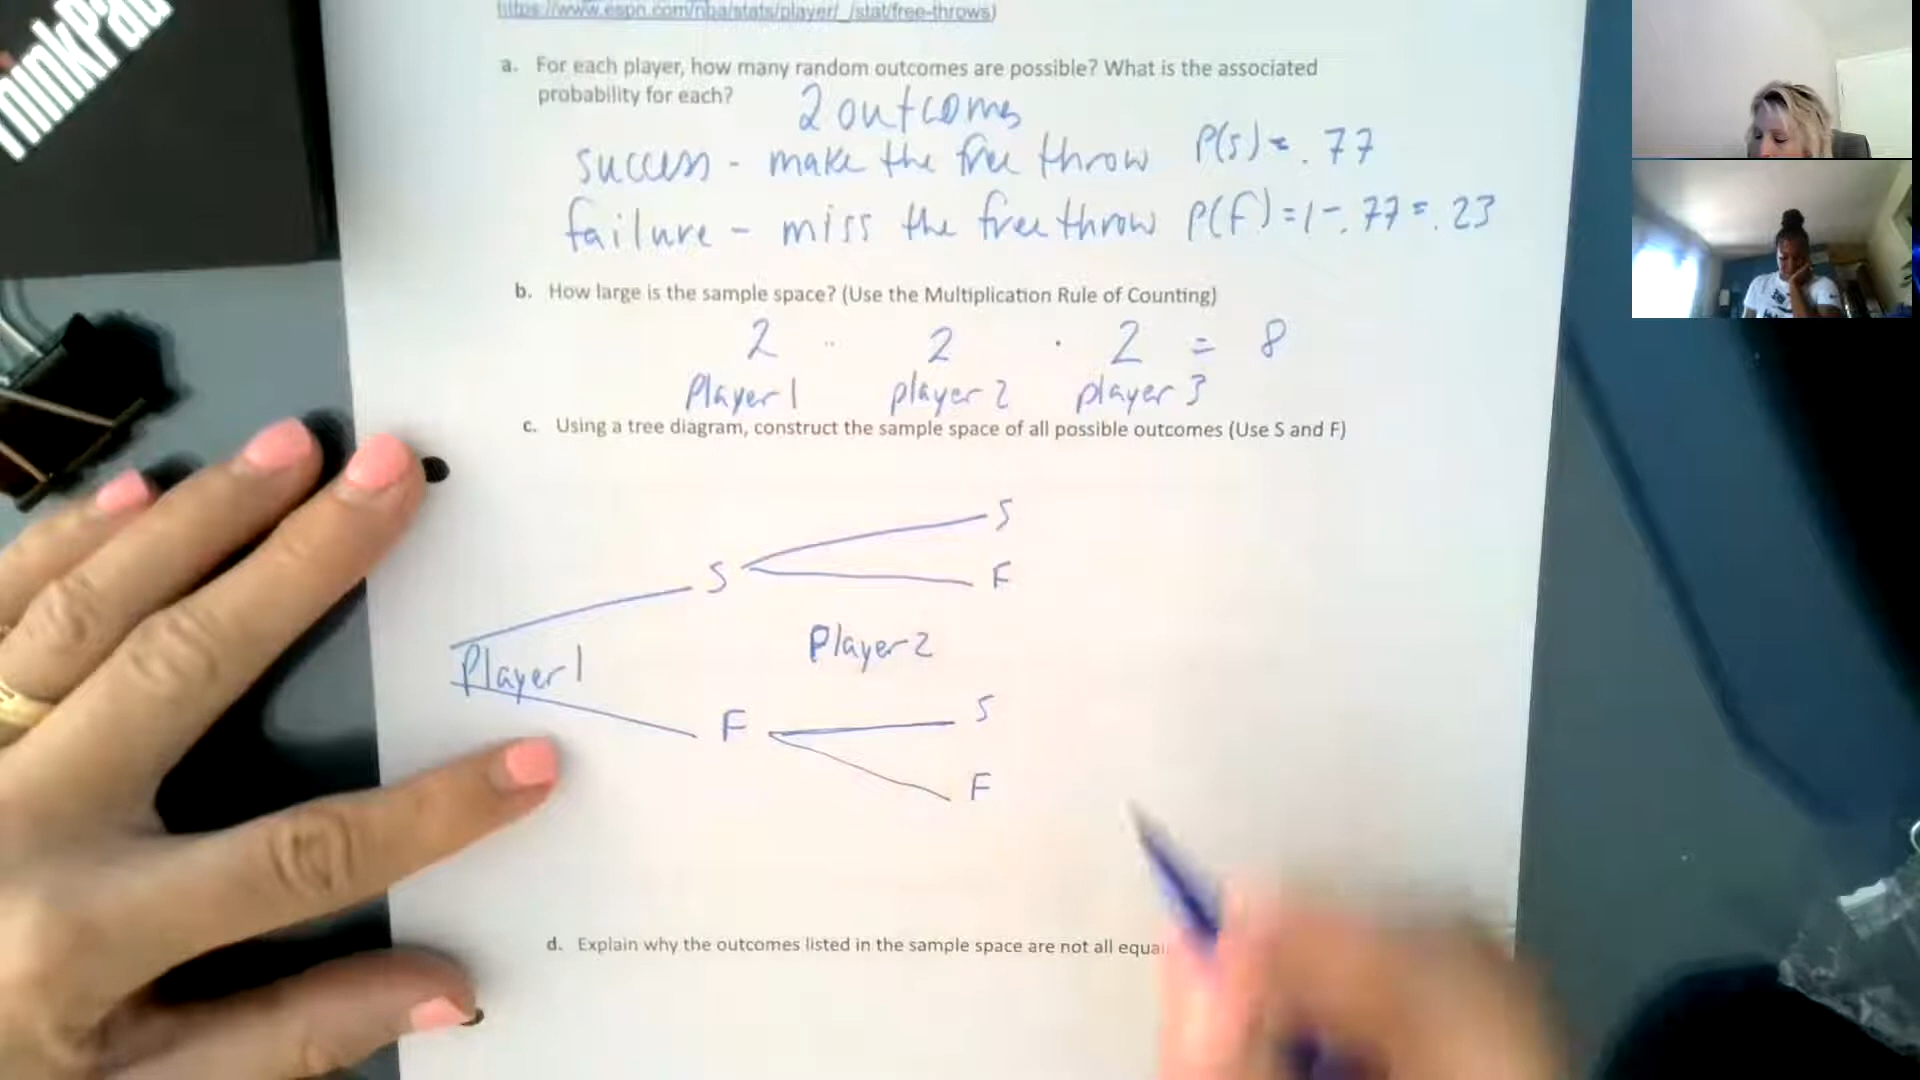 ThinkPad
https://www.espn.com/nba/stats/player/_/stat/free-throws)
a. For each player, how many random outcomes are possible? What is the associated
probability for each?
2 outcomes
success - make the free throw P(S) = .77
failure - miss the free throw P(F) = 1 - .77 = .23
b. How large is the sample space? (Use the Multiplication Rule of Counting)
2 · 2 · 2 = 8
Player 1 player 2 player 3
c. Using a tree diagram, construct the sample space of all possible outcomes (Use S and F)
S
S
F
Player 1
Player 2
F
S
F
d. Explain why the outcomes listed in the sample space are not all